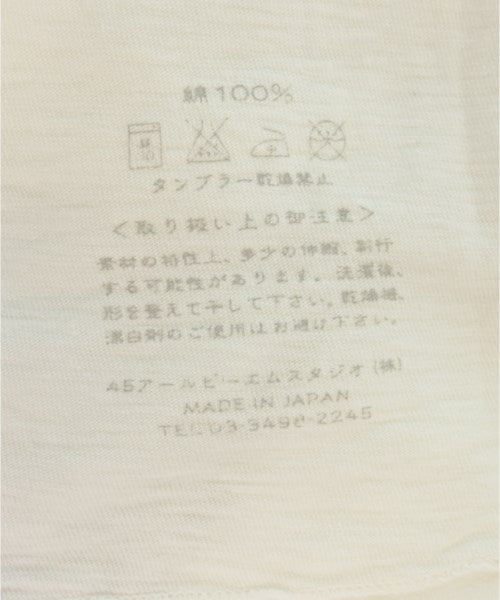 綿100%
タンブラー乾燥禁止
<取り扱い上の御注意>
素材の特性上、多少の伸縮、斜行
する可能性があります。洗濯後、
形を整えて干して下さい。乾燥機、
漂白剤のご使用はお避け下さい。
45アールピーエムスタジオ(株)
MADE IN JAPAN
TEL